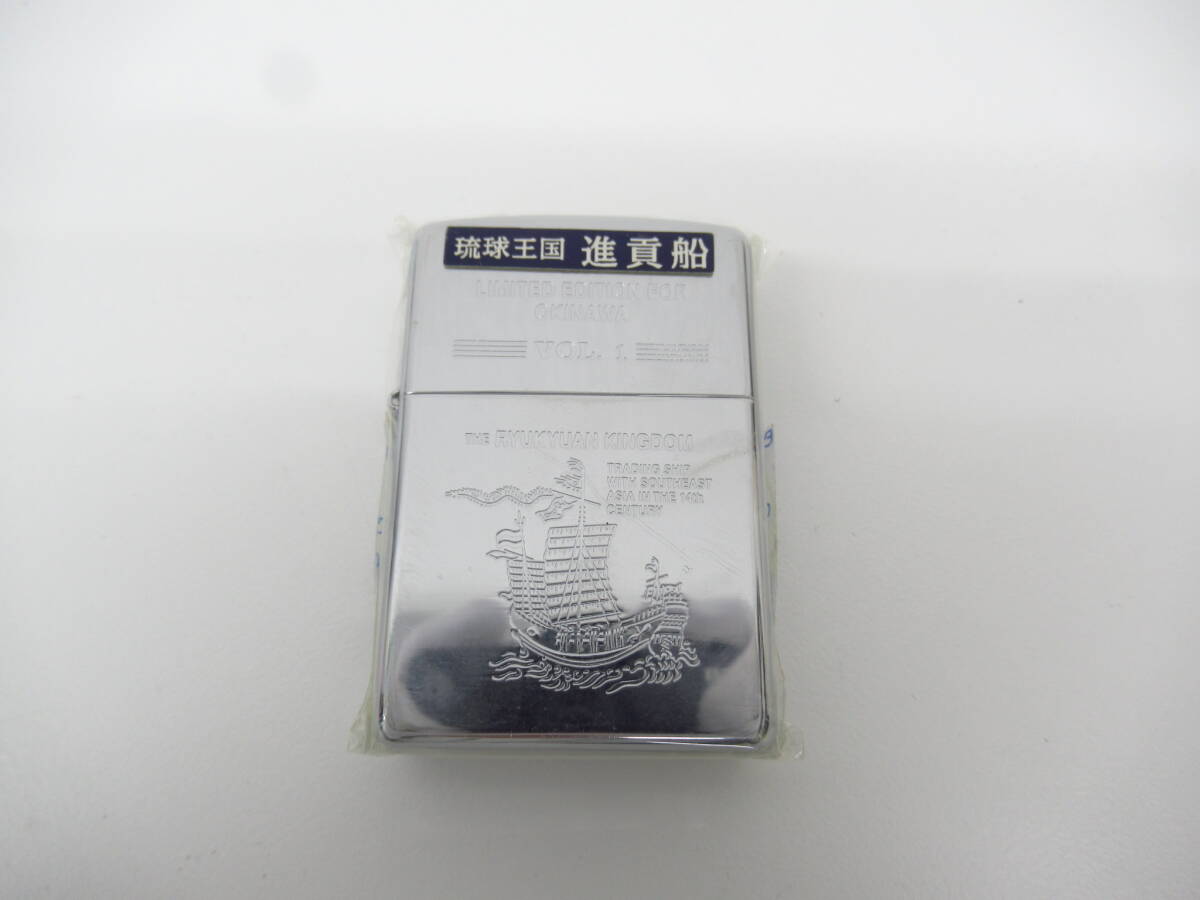 琉球王国 進貢船
LIMITED EDITION FOR
OKINAWA
VOL. 1
THE RYUKYUAN KINGDOM
TRADING SHIP
WITH SOUTHEAST
ASIA IN THE 14th
CENTURY